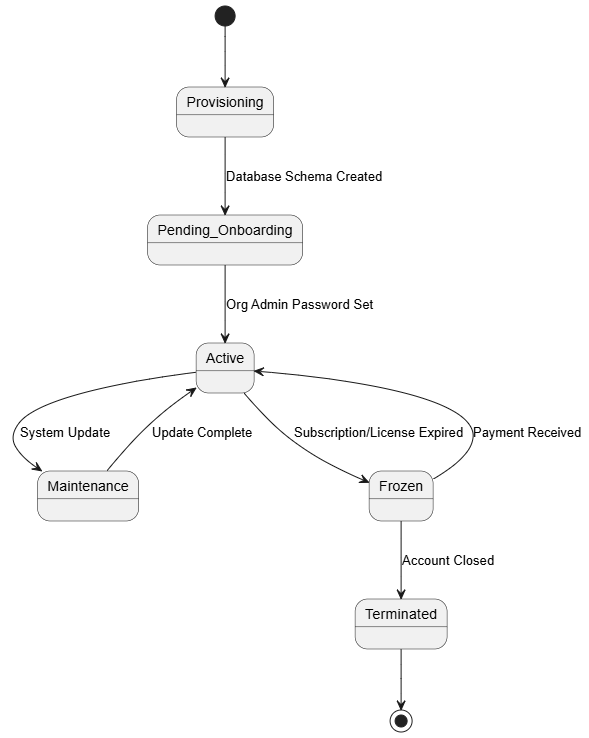 Provisioning
Database Schema Created
Pending_Onboarding
Org Admin Password Set
Active
System Update
Update Complete
Subscription/License Expired
Payment Received
Maintenance
Frozen
Account Closed
Terminated